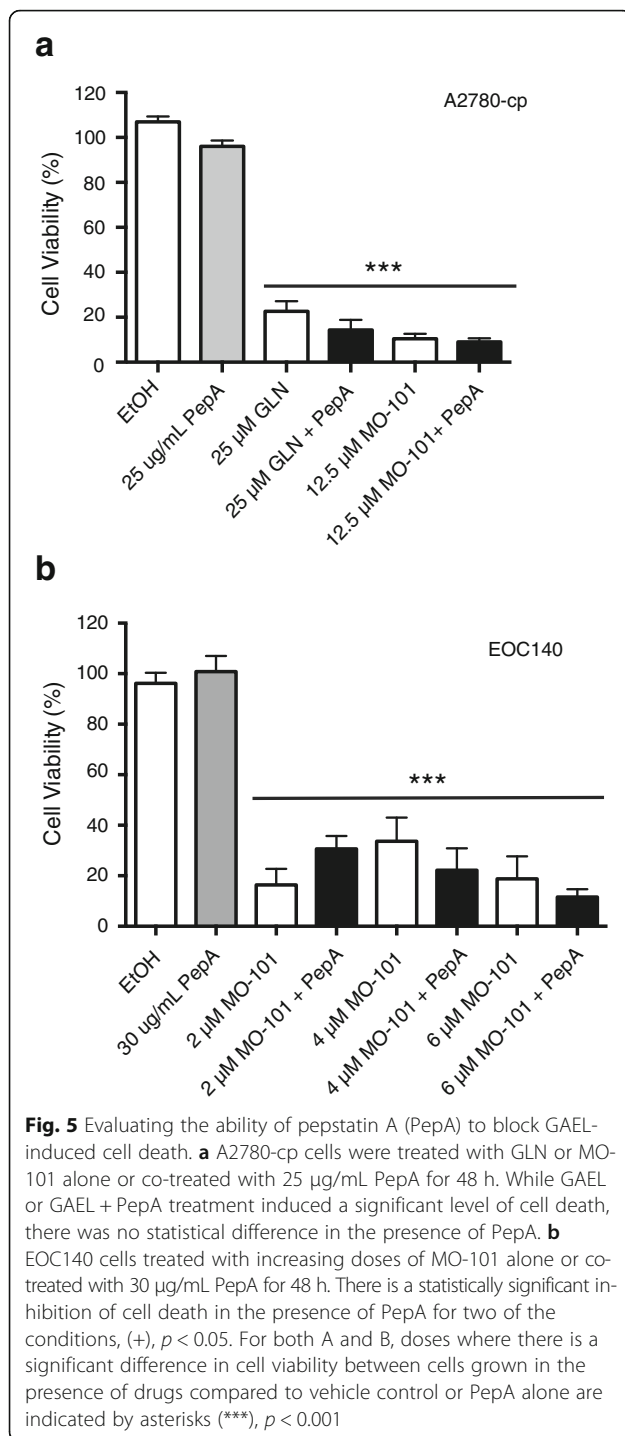 a
A2780-cp
120
100
80
60
40
20
0
Cell Viability (%)
***
EtOH
25 ug/mL PepA
25 µM GLN
25 µM GLN + PepA
12.5 µM MO-101
12.5 µM MO-101+ PepA
b
EOC140
120
100
80
60
40
20
0
Cell Viability (%)
***
EtOH
30 ug/mL PepA
2 µM MO-101
2 µM MO-101 + PepA
4 µM MO-101
4 µM MO-101 + PepA
6 µM MO-101
6 µM MO-101 + PepA
Fig. 5 Evaluating the ability of pepstatin A (PepA) to block GAEL-
induced cell death. a A2780-cp cells were treated with GLN or MO-
101 alone or co-treated with 25 µg/mL PepA for 48 h. While GAEL
or GAEL + PepA treatment induced a significant level of cell death,
there was no statistical difference in the presence of PepA. b
EOC140 cells treated with increasing doses of MO-101 alone or co-
treated with 30 µg/mL PepA for 48 h. There is a statistically significant in-
hibition of cell death in the presence of PepA for two of the
conditions, (+), p < 0.05. For both A and B, doses where there is a
significant difference in cell viability between cells grown in the
presence of drugs compared to vehicle control or PepA alone are
indicated by asterisks (***), p < 0.001